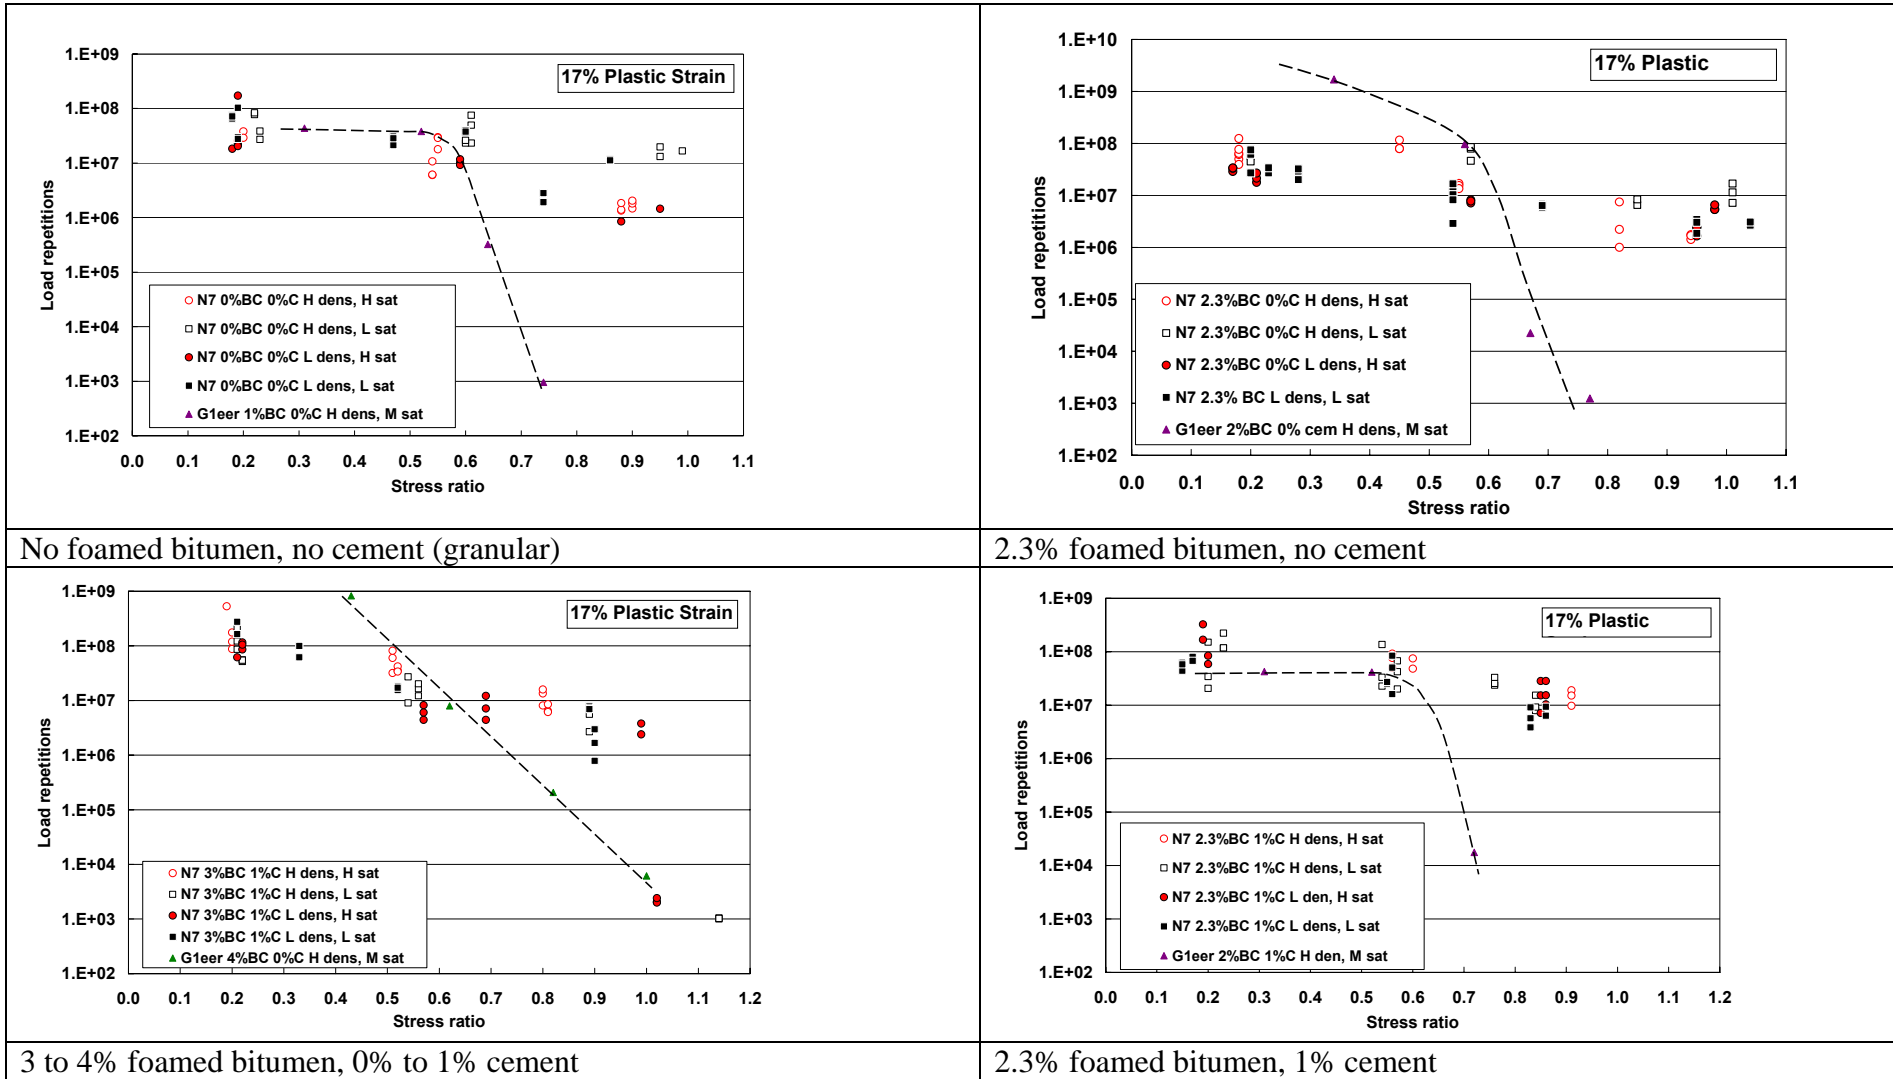 17% Plastic Strain
1.E+09
1.E+08
1.E+07
1.E+06
1.E+05
1.E+04
1.E+03
1.E+02
Load repetitions
N7 0%BC 0%C H dens, H sat
N7 0%BC 0%C H dens, L sat
N7 0%BC 0%C L dens, H sat
N7 0%BC 0%C L dens, L sat
G1eer 1%BC 0%C H dens, M sat
0.0 0.1 0.2 0.3 0.4 0.5 0.6 0.7 0.8 0.9 1.0 1.1
Stress ratio
17% Plastic
1.E+10
1.E+09
1.E+08
1.E+07
1.E+06
1.E+05
1.E+04
1.E+03
1.E+02
Load repetitions
N7 2.3%BC 0%C H dens, H sat
N7 2.3%BC 0%C H dens, L sat
N7 2.3%BC 0%C L dens, H sat
N7 2.3% BC L dens, L sat
G1eer 2%BC 0% cem H dens, M sat
0.0 0.1 0.2 0.3 0.4 0.5 0.6 0.7 0.8 0.9 1.0 1.1
Stress ratio
No foamed bitumen, no cement (granular)
2.3% foamed bitumen, no cement
17% Plastic Strain
1.E+09
1.E+08
1.E+07
1.E+06
1.E+05
1.E+04
1.E+03
1.E+02
Load repetitions
N7 3%BC 1%C H dens, H sat
N7 3%BC 1%C H dens, L sat
N7 3%BC 1%C L dens, H sat
N7 3%BC 1%C L dens, L sat
G1eer 4%BC 0%C H dens, M sat
0.0 0.1 0.2 0.3 0.4 0.5 0.6 0.7 0.8 0.9 1.0 1.1 1.2
Stress ratio
17% Plastic
1.E+09
1.E+08
1.E+07
1.E+06
1.E+05
1.E+04
1.E+03
1.E+02
Load repetitions
N7 2.3%BC 1%C H dens, H sat
N7 2.3%BC 1%C H dens, L sat
N7 2.3%BC 1%C L den, H sat
N7 2.3%BC 1%C L dens, L sat
G1eer 2%BC 1%C H den, M sat
0.0 0.1 0.2 0.3 0.4 0.5 0.6 0.7 0.8 0.9 1.0 1.1 1.2
Stress ratio
3 to 4% foamed bitumen, 0% to 1% cement
2.3% foamed bitumen, 1% cement